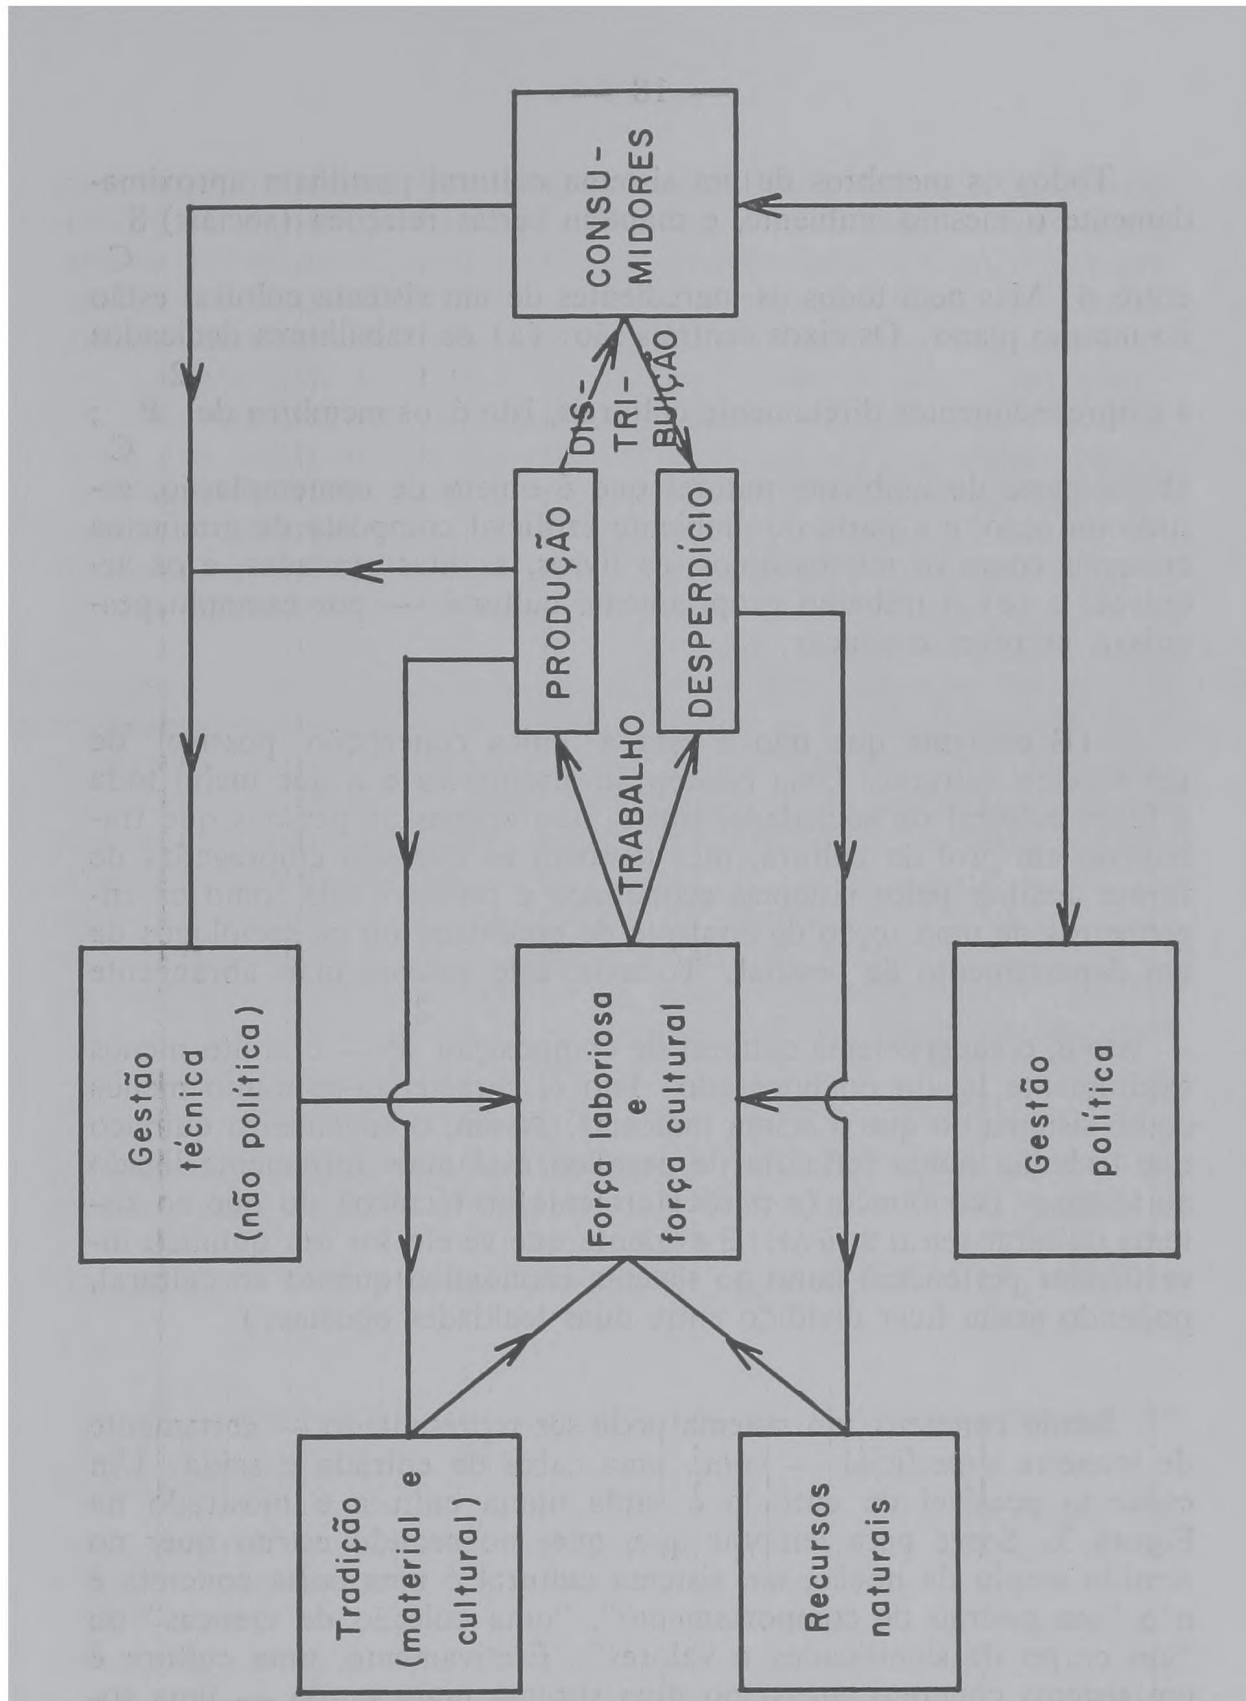 Gestão
técnica
(não política)
Tradição
(material e
cultural)
Recursos
naturais
Força laboriosa
e
força cultural
TRABALHO
PRODUÇÃO
DESPERDÍCIO
DIS-
TRI-
BUIÇÃO
CONSU-
MIDORES
Gestão
política